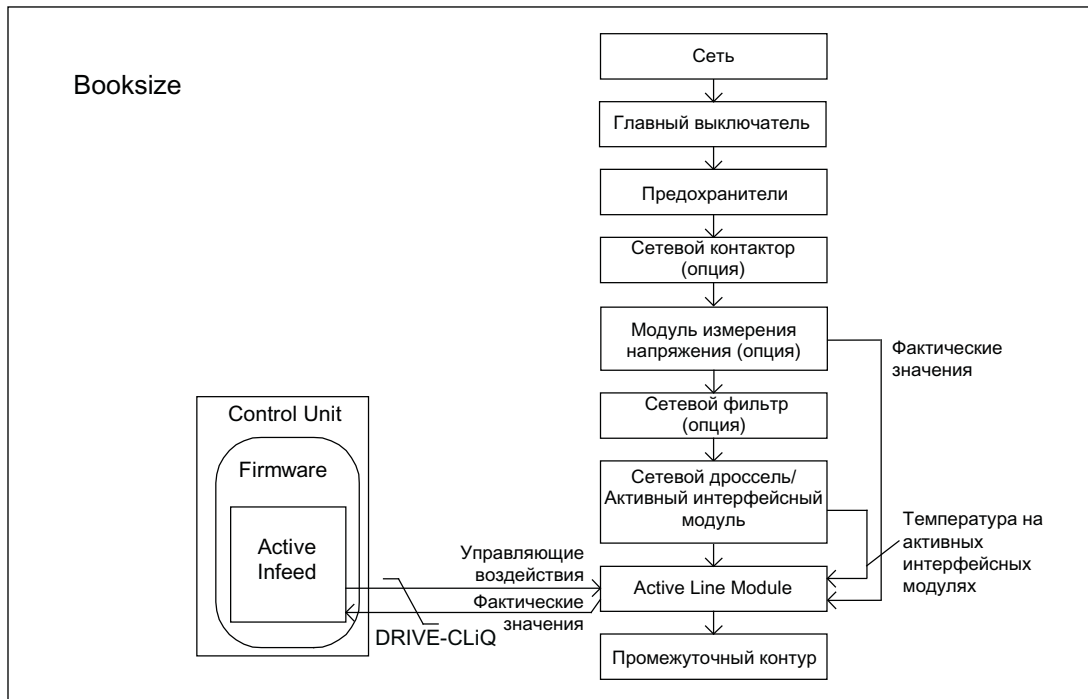 Booksize
Сеть
Главный выключатель
Предохранители
Сетевой контактор
(опция)
Модуль измерения
напряжения (опция)
Фактические
значения
Сетевой фильтр
(опция)
Control Unit
Firmware
Active
Infeed
Сетевой дроссель/
Активный интерфейсный
модуль
Температура на
активных
интерфейсных
модулях
Управляющие
воздействия
Фактические
значения
DRIVE-CLiQ
Active Line Module
Промежуточный контур